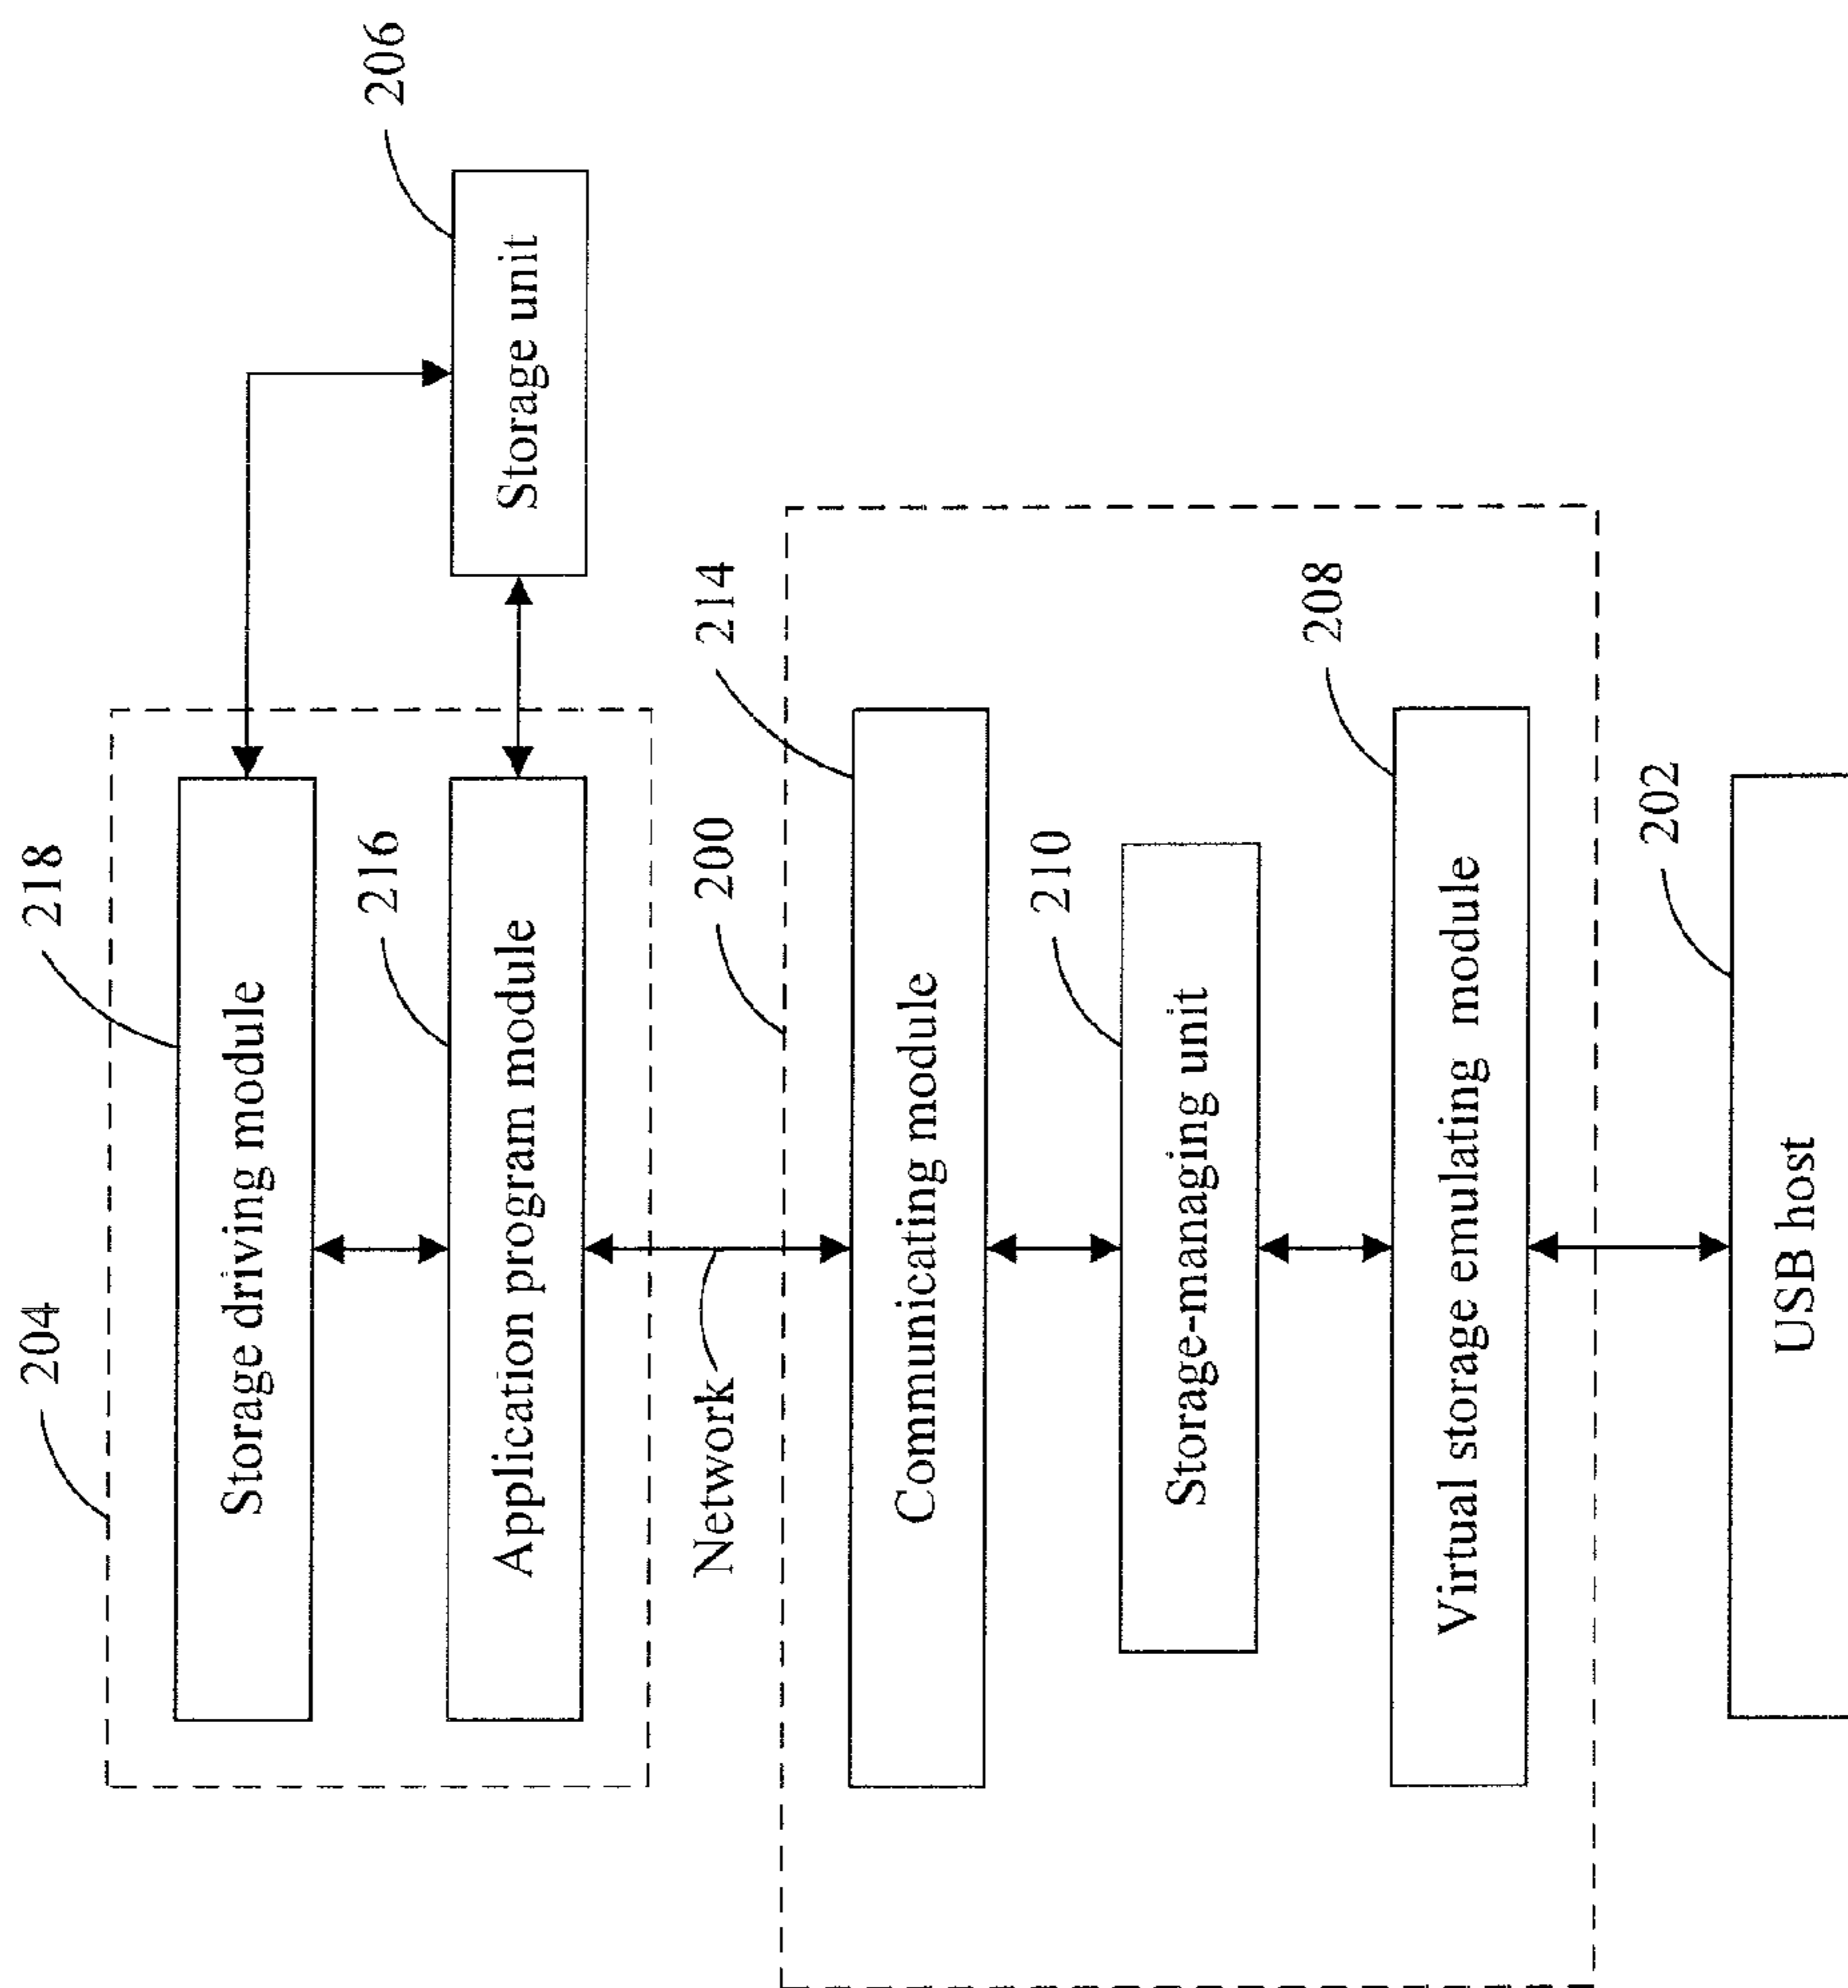 204
218
Storage driving module
206
216
Application program module
Storage unit
Network
200
214
Communicating module
210
Storage-managing unit
208
Virtual storage emulating module
202
USB host